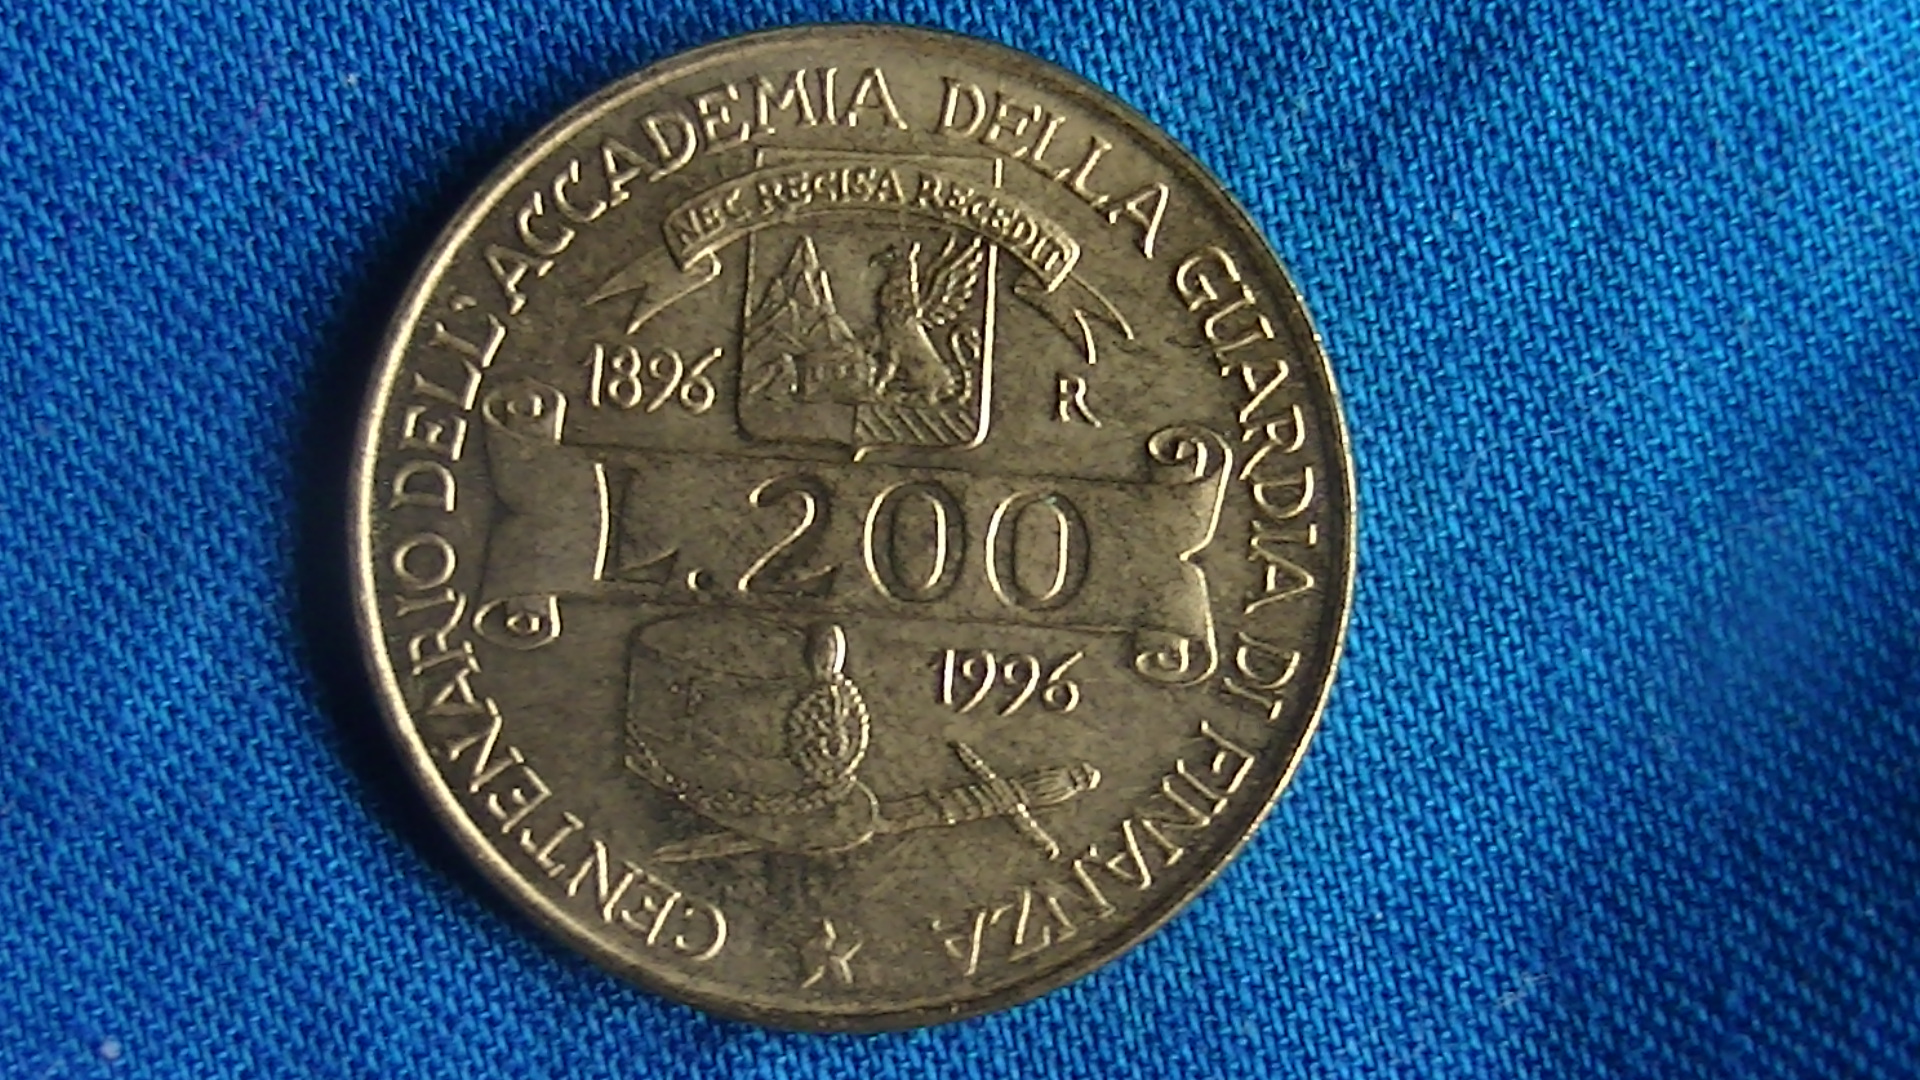 CENTENARIO DELL'ACCADEMIA DELLA GUARDIA DI FINANZA
NEC RECISA RECEDIT
1896
R
L.200
1996